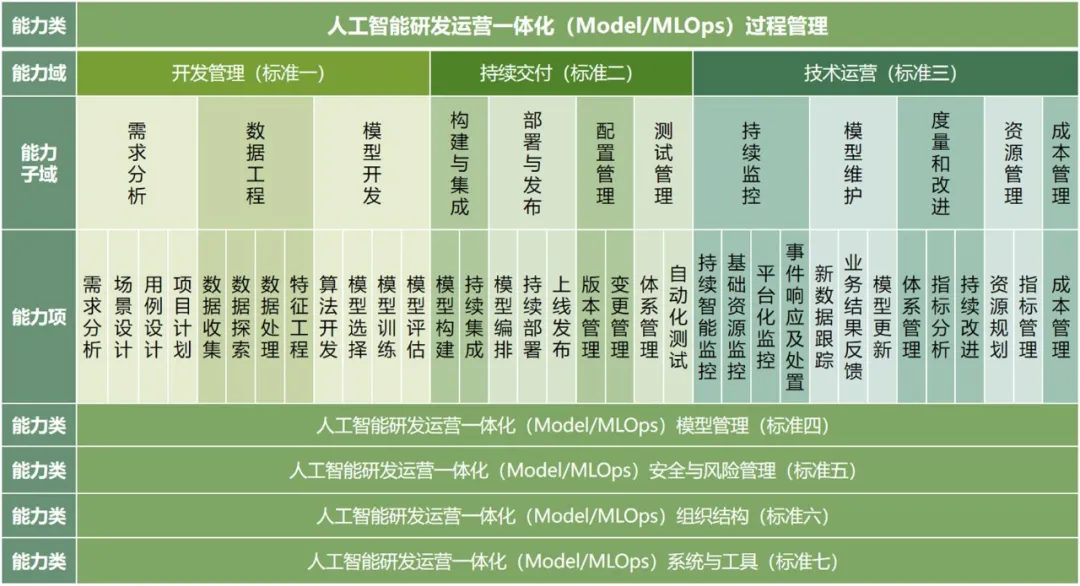 能力类
人工智能研发运营一体化（Model/MLOps）过程管理
能力域
开发管理（标准一）
持续交付（标准二）
技术运营（标准三）
能力
子域
需求分析
数据工程
模型开发
构建与集成
部署与发布
配置管理
测试管理
持续监控
模型维护
度量和改进
资源管理
成本管理
能力项
需求分析
场景设计
用例设计
项目计划
数据收集
数据探索
数据处理
特征工程
算法开发
模型选择
模型训练
模型评估
模型构建
持续集成
模型编排
持续部署
上线发布
版本管理
变更管理
体系管理
自动化测试
持续智能监控
基础资源监控
平台化监控
事件响应及处置
新数据跟踪
业务结果反馈
模型更新
体系管理
指标分析
持续改进
资源规划
指标管理
成本管理
能力类
人工智能研发运营一体化（Model/MLOps）模型管理（标准四）
能力类
人工智能研发运营一体化（Model/MLOps）安全与风险管理（标准五）
能力类
人工智能研发运营一体化（Model/MLOps）组织结构（标准六）
能力类
人工智能研发运营一体化（Model/MLOps）系统与工具（标准七）